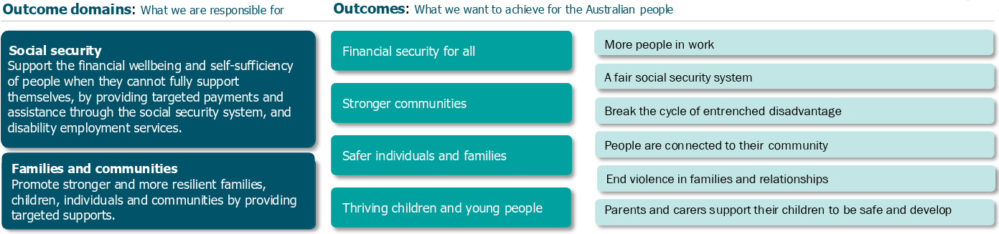 Outcome domains: What we are responsible for
Outcomes: What we want to achieve for the Australian people
Social security
Support the financial wellbeing and self-sufficiency
of people when they cannot fully support
themselves, by providing targeted payments and
assistance through the social security system, and
disability employment services.
Families and communities
Promote stronger and more resilient families,
children, individuals and communities by providing
targeted supports.
Financial security for all
Stronger communities
Safer individuals and families
Thriving children and young people
More people in work
A fair social security system
Break the cycle of entrenched disadvantage
People are connected to their community
End violence in families and relationships
Parents and carers support their children to be safe and develop